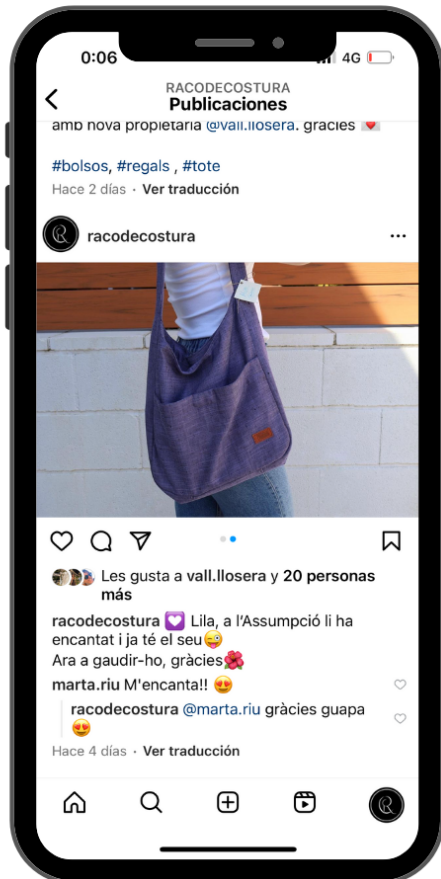 0:06
4G
RACODECOSTURA
Publicaciones
amb nova propietaria @vall.llosera. gràcies 💌
#bolsos, #regals , #tote
Hace 2 días · Ver traducción
racodecostura
Les gusta a vall.llosera y 20 personas
más
racodecostura 💟 Lila, a l'Assumpció li ha
encantat i ja té el seu😜
Ara a gaudir-ho, gràcies🌺
marta.riu M'encanta!! 😍
racodecostura @marta.riu gràcies guapa
😍
Hace 4 días · Ver traducción